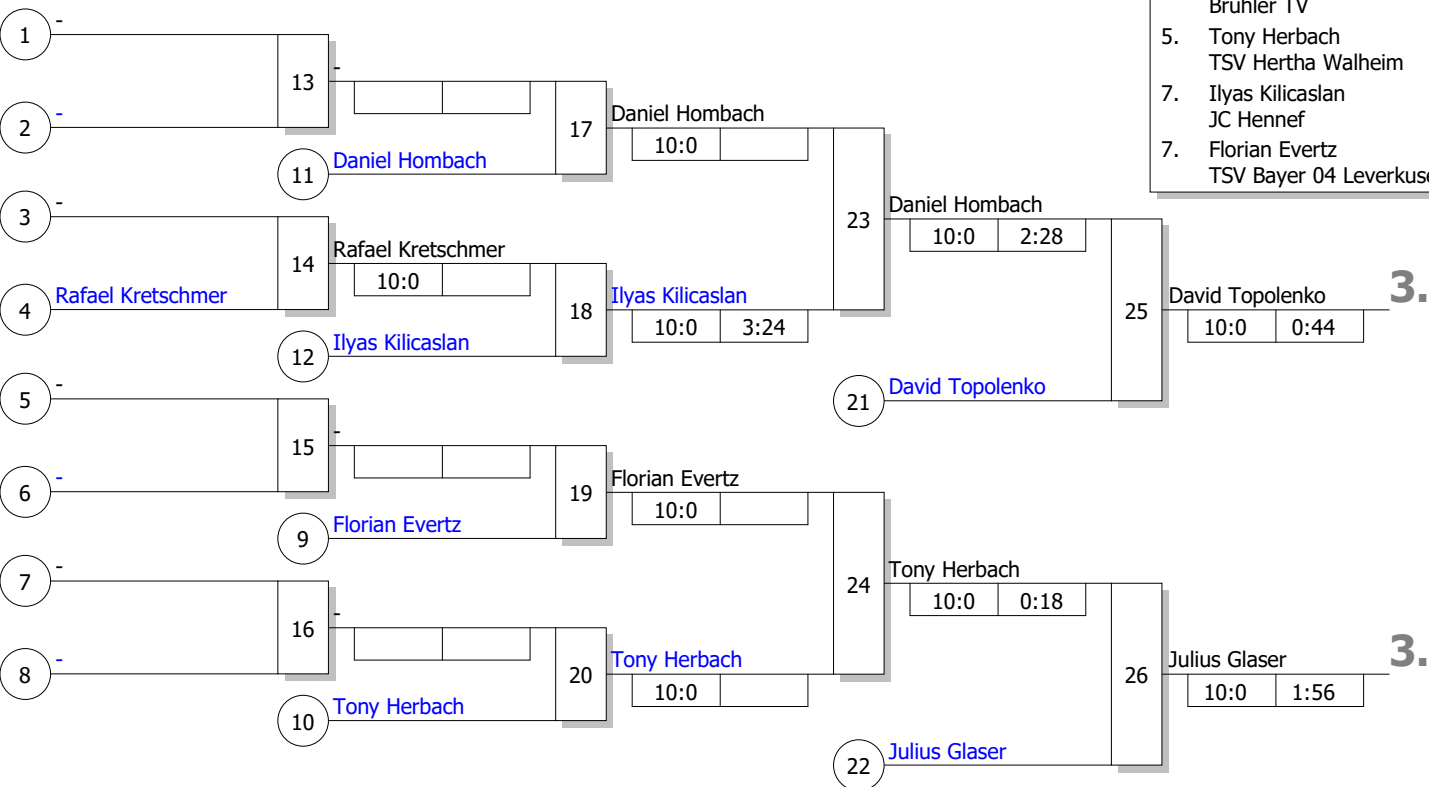 Brühler TV
5. Tony Herbach
TSV Hertha Walheim
7. Ilyas Kilicaslan
JC Hennef
7. Florian Evertz
TSV Bayer 04 Leverkuse
1 -
13
2 -
-
17
11 Daniel Hombach
Daniel Hombach
10:0
3 -
14
4 Rafael Kretschmer
Rafael Kretschmer
10:0
18
12 Ilyas Kilicaslan
Ilyas Kilicaslan
10:0 3:24
23
Daniel Hombach
10:0 2:28
25
21 David Topolenko
David Topolenko
10:0 0:44
3.
5 -
15
6 -
-
19
9 Florian Evertz
Florian Evertz
10:0
7 -
16
8 -
-
20
10 Tony Herbach
Tony Herbach
10:0
24
Tony Herbach
10:0 0:18
26
22 Julius Glaser
Julius Glaser
10:0 1:56
3.